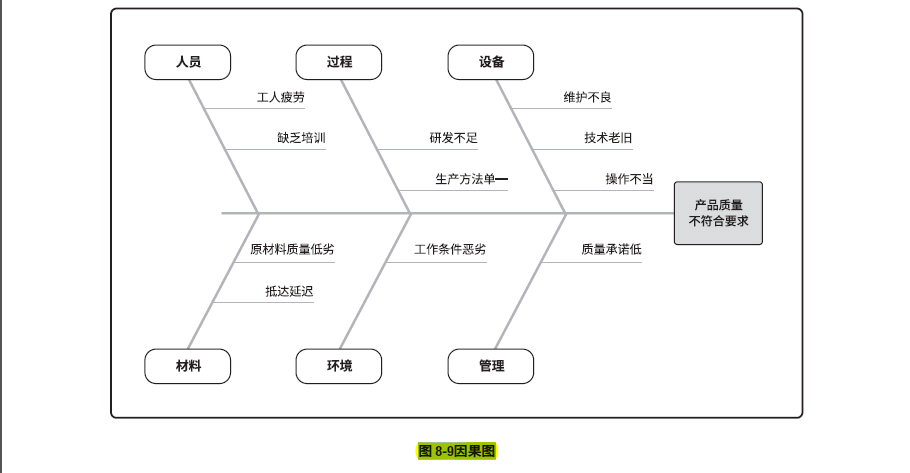 人员
过程
设备
工人疲劳
维护不良
缺乏培训
研发不足
技术老旧
生产方法单一
操作不当
产品质量
不符合要求
原材料质量低劣
工作条件恶劣
质量承诺低
抵达延迟
材料
环境
管理
图 8-9因果图